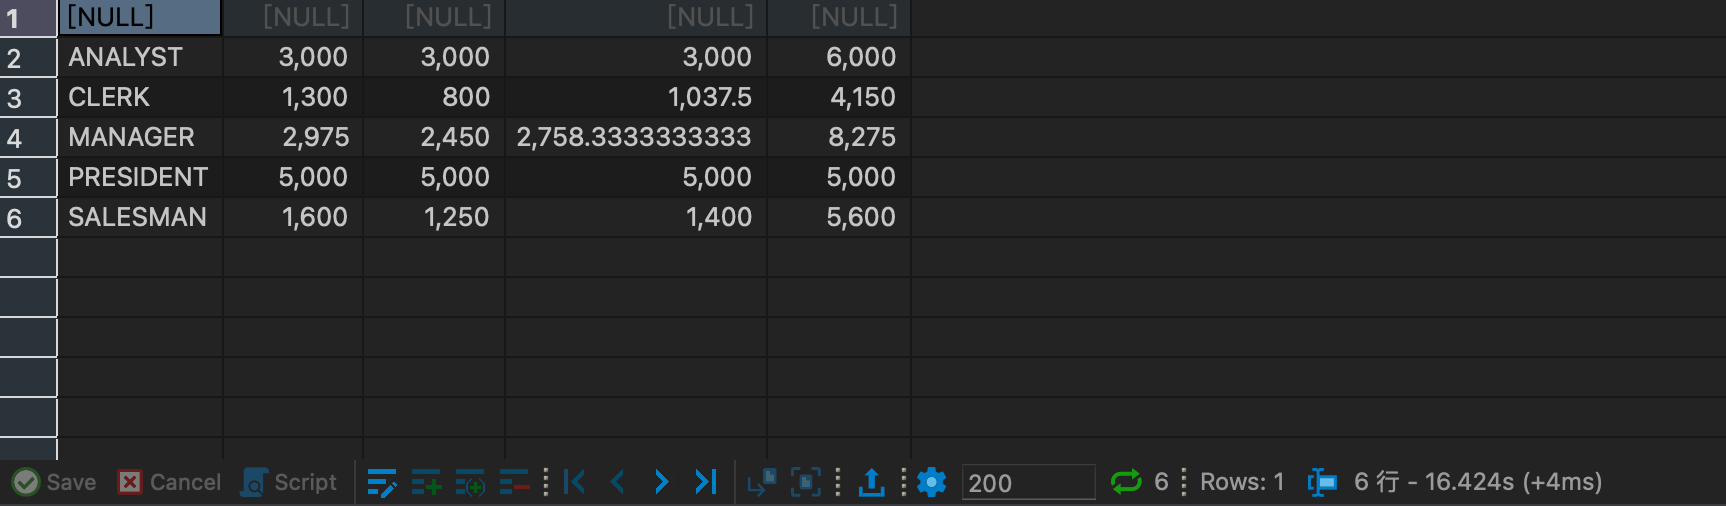 1 [NULL] [NULL] [NULL] [NULL] [NULL]
2 ANALYST 3,000 3,000 3,000 6,000
3 CLERK 1,300 800 1,037.5 4,150
4 MANAGER 2,975 2,450 2,758.3333333333 8,275
5 PRESIDENT 5,000 5,000 5,000 5,000
6 SALESMAN 1,600 1,250 1,400 5,600
Save Cancel Script 200 6 Rows: 1 6 行 - 16.424s (+4ms)